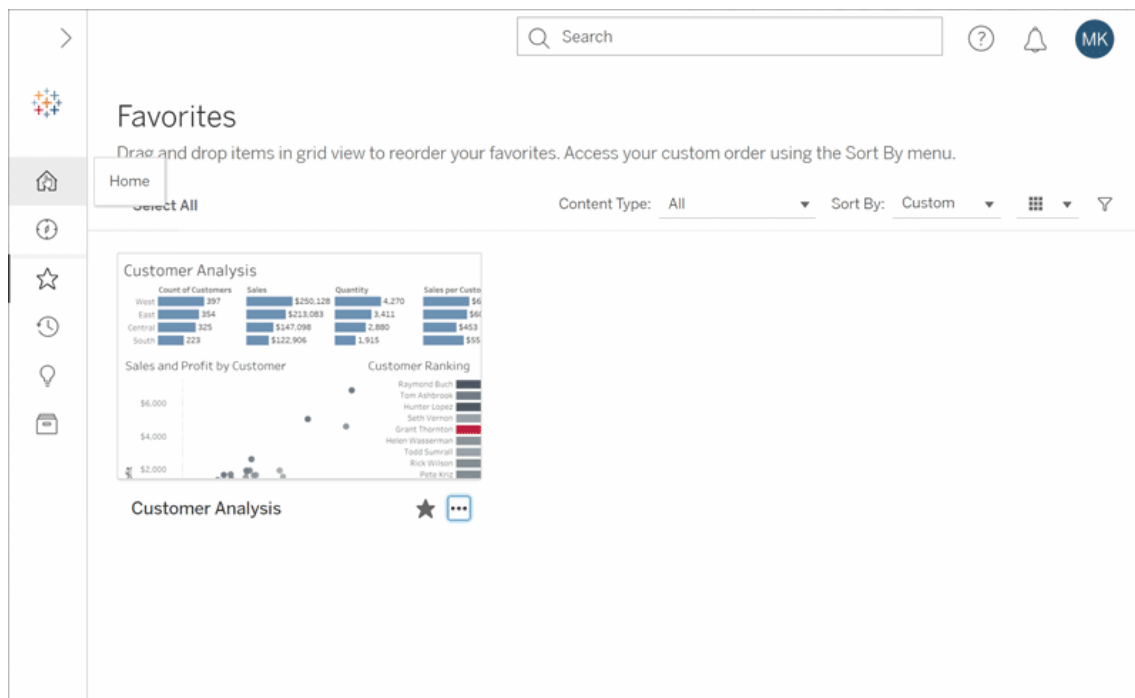 Search
?
MK
Favorites
Drag and drop items in grid view to reorder your favorites. Access your custom order using the Sort By menu.
Home
Select All
Content Type: All
Sort By: Custom
Customer Analysis
Count of Customers Sales Quantity Sales per Custo
West 397 $250,128 4,270 $6
East 354 $213,083 3,411 $60
Central 325 $147,098 2,880 $453
South 223 $122,906 1,915 $55
Sales and Profit by Customer
Customer Ranking
$6,000
$4,000
$2,000
Raymond Buch
Tom Ashbrook
Hunter Lopez
Seth Vernon
Grant Thornton
Helen Wasserman
Todd Sumrall
Rick Wilson
Pete Kriz
Customer Analysis